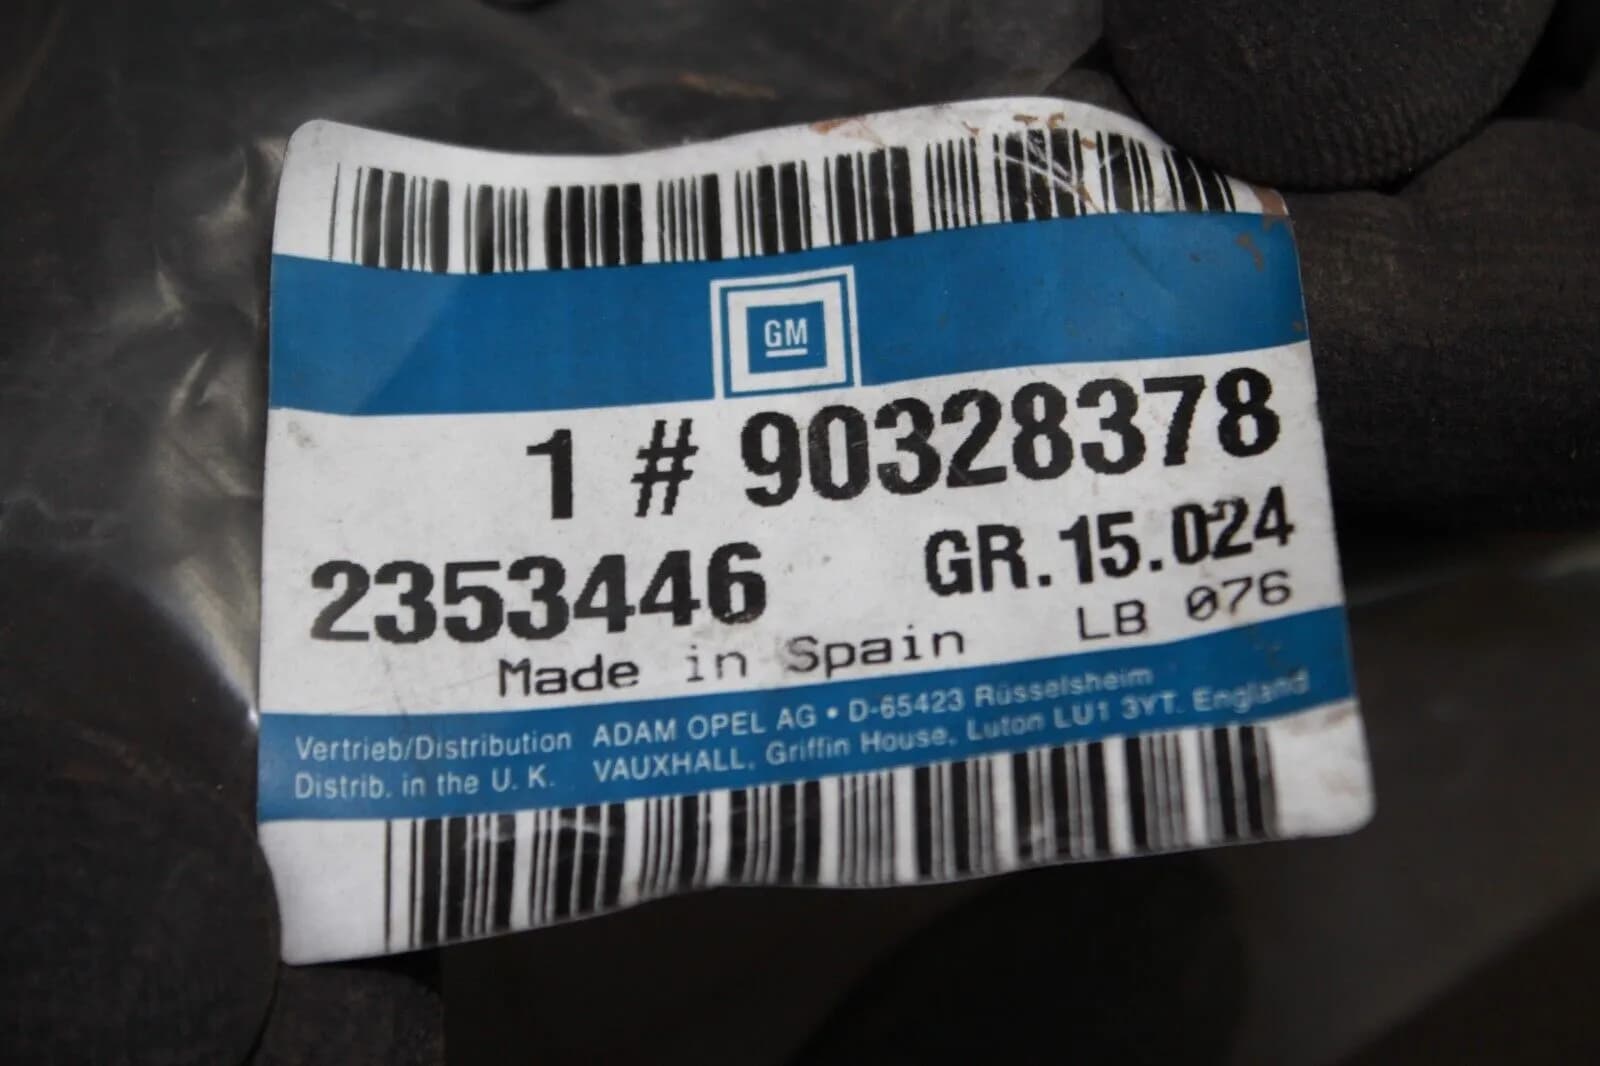 GM
1 # 90328378
2353446 GR.15.024
Made in Spain LB 076
Vertrieb/Distribution ADAM OPEL AG • D-65423 Rüsselsheim
Distrib. in the U. K. VAUXHALL, Griffin House, Luton LU1 3YT. England